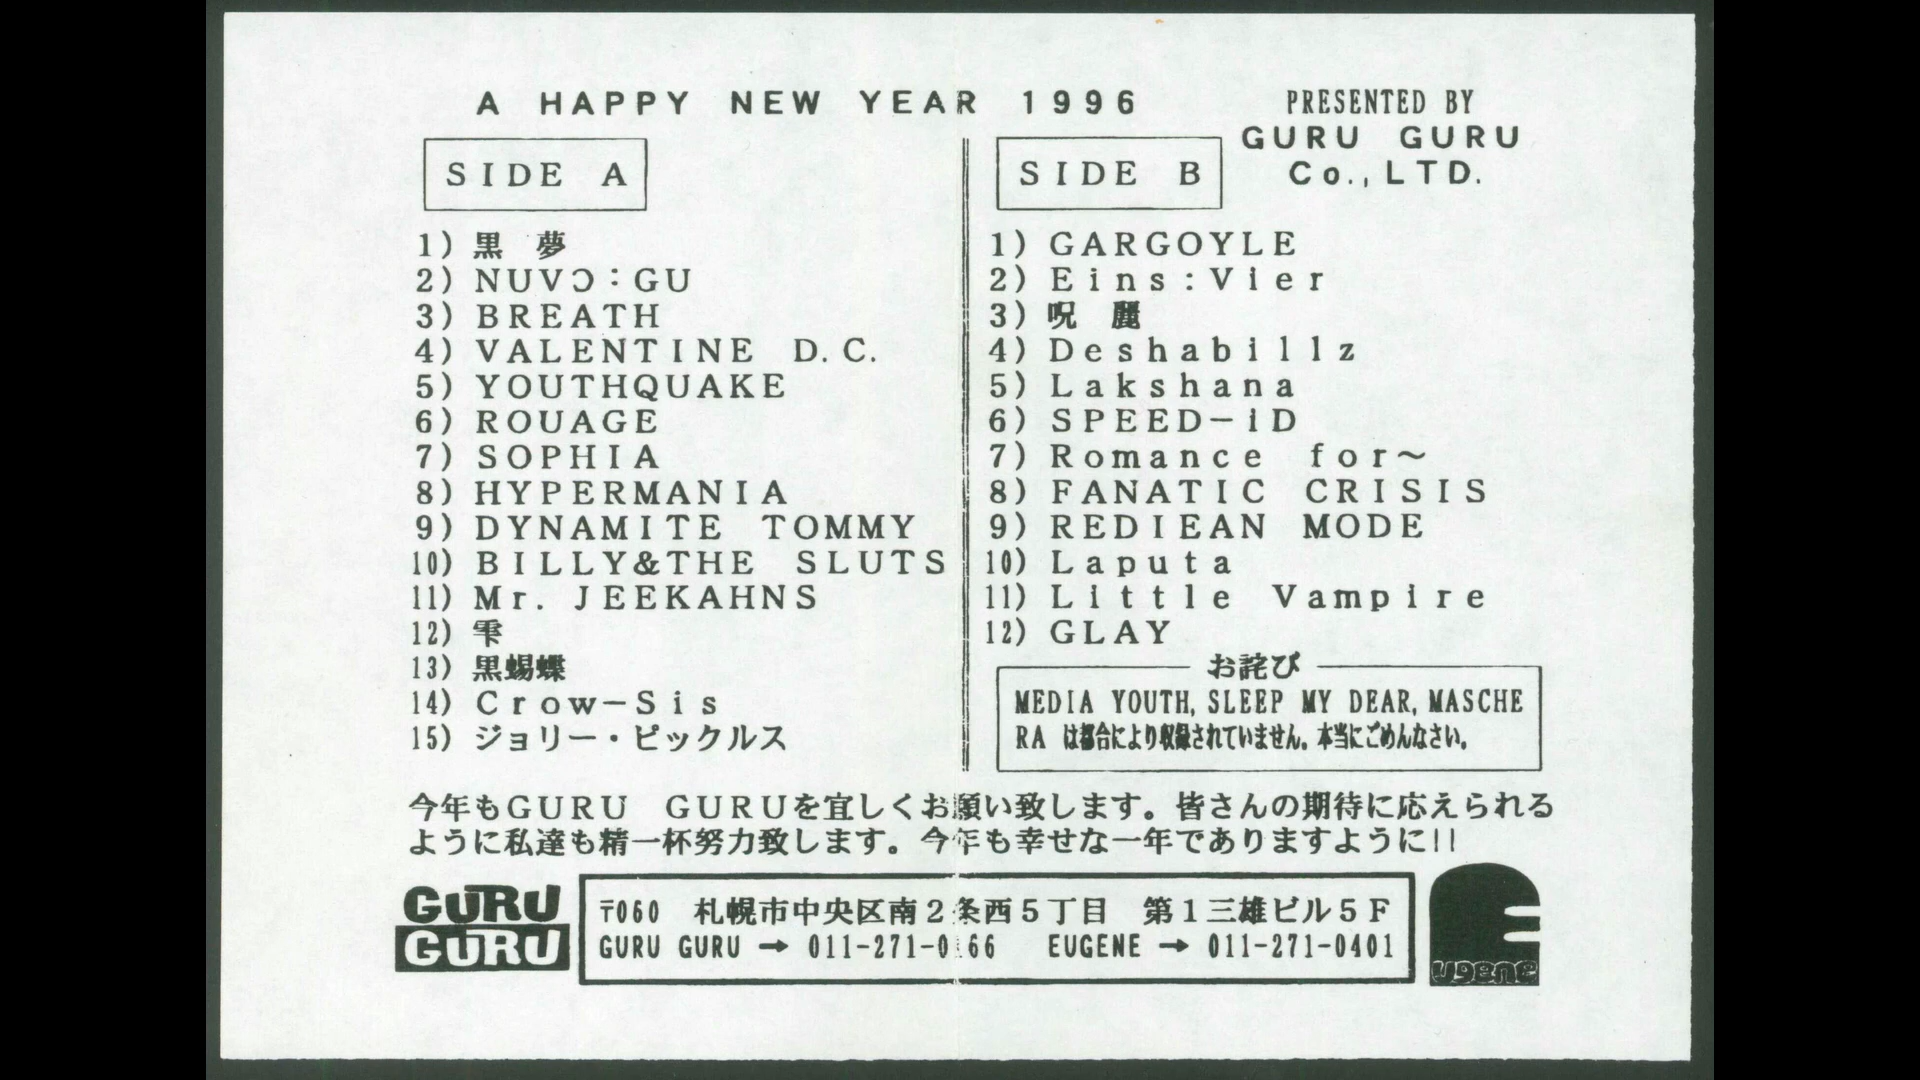 A HAPPY NEW YEAR 1996
PRESENTED BY
GURU GURU
Co.,LTD.
SIDE A
1) 黒 夢
2) NUVƆ:GU
3) BREATH
4) VALENTINE D.C.
5) YOUTHQUAKE
6) ROUAGE
7) SOPHIA
8) HYPERMANIA
9) DYNAMITE TOMMY
10) BILLY&THE SLUTS
11) Mr. JEEKAHNS
12) 雫
13) 黒蜴蝶
14) Crow-Sis
15) ジョリー・ピックルス
SIDE B
1) GARGOYLE
2) Eins:Vier
3) 呪 麗
4) Deshabillz
5) Lakshana
6) SPEED-iD
7) Romance for~
8) FANATIC CRISIS
9) REDIEAN MODE
10) Laputa
11) Little Vampire
12) GLAY
お詫び
MEDIA YOUTH, SLEEP MY DEAR, MASCHE
RA は都合により収録されていません。本当にごめんなさい。
今年もGURU GURUを宜しくお願い致します。皆さんの期待に応えられる
ように私達も精一杯努力致します。今年も幸せな一年でありますように!!
GURU
GURU
〒060 札幌市中央区南2条西5丁目 第1三雄ビル5F
GURU GURU → 011-271-0 66 EUGENE → 011-271-0401
eugene